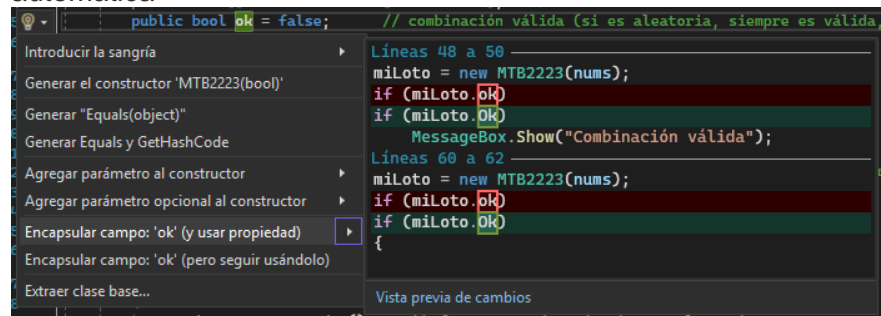 automática
public bool ok = false;    // combinación válida (si es aleatoria, siempre es válida,
Introducir la sangría
Generar el constructor 'MTB2223(bool)'
Generar "Equals(object)"
Generar Equals y GetHashCode
Agregar parámetro al constructor
Agregar parámetro opcional al constructor
Encapsular campo: 'ok' (y usar propiedad)
Encapsular campo: 'ok' (pero seguir usándolo)
Extraer clase base...
Líneas 48 a 50
miLoto = new MTB2223(nums);
if (miLoto.ok)
if (miLoto.Ok)
MessageBox.Show("Combinación válida");
Líneas 60 a 62
miLoto = new MTB2223(nums);
if (miLoto.ok)
if (miLoto.Ok)
{
Vista previa de cambios